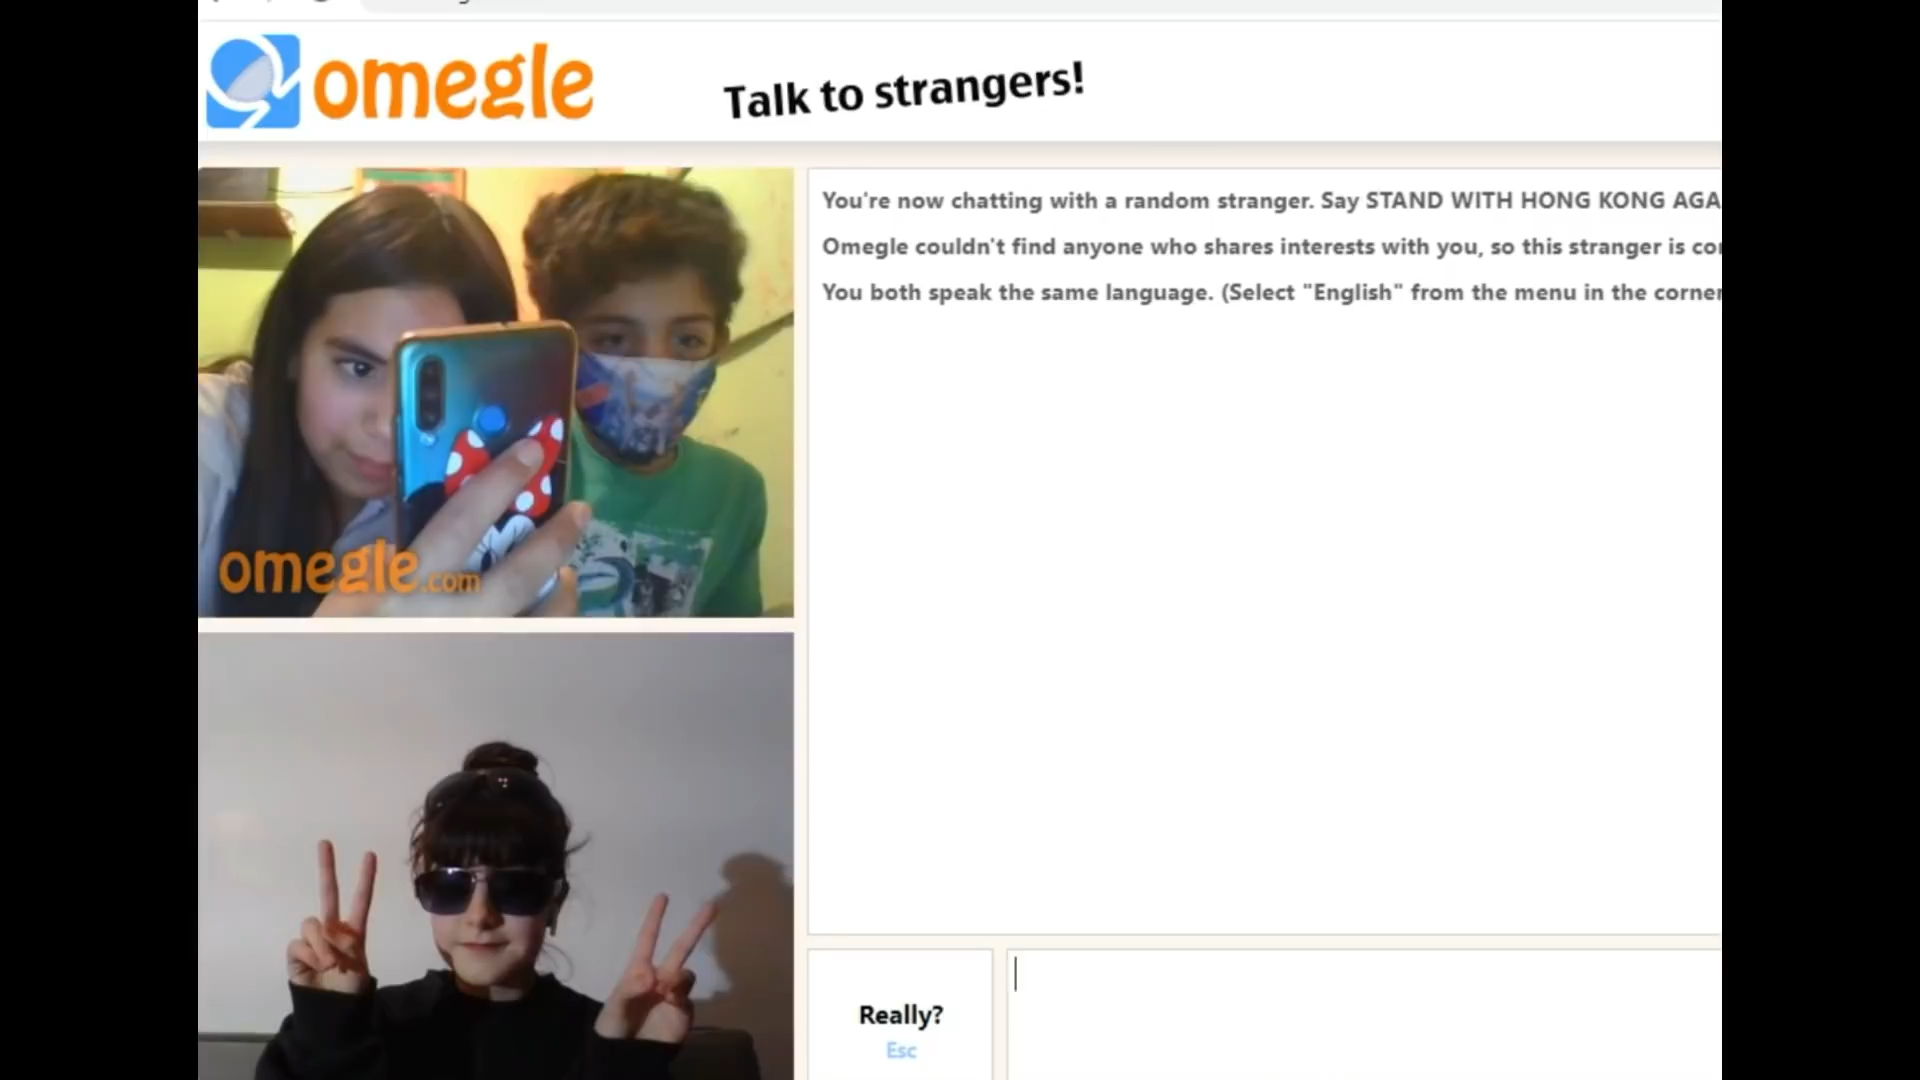 omegle
Talk to strangers!
You're now chatting with a random stranger. Say STAND WITH HONG KONG AGA
Omegle couldn't find anyone who shares interests with you, so this stranger is co
You both speak the same language. (Select "English" from the menu in the corner
omegle.com
Really?
Esc